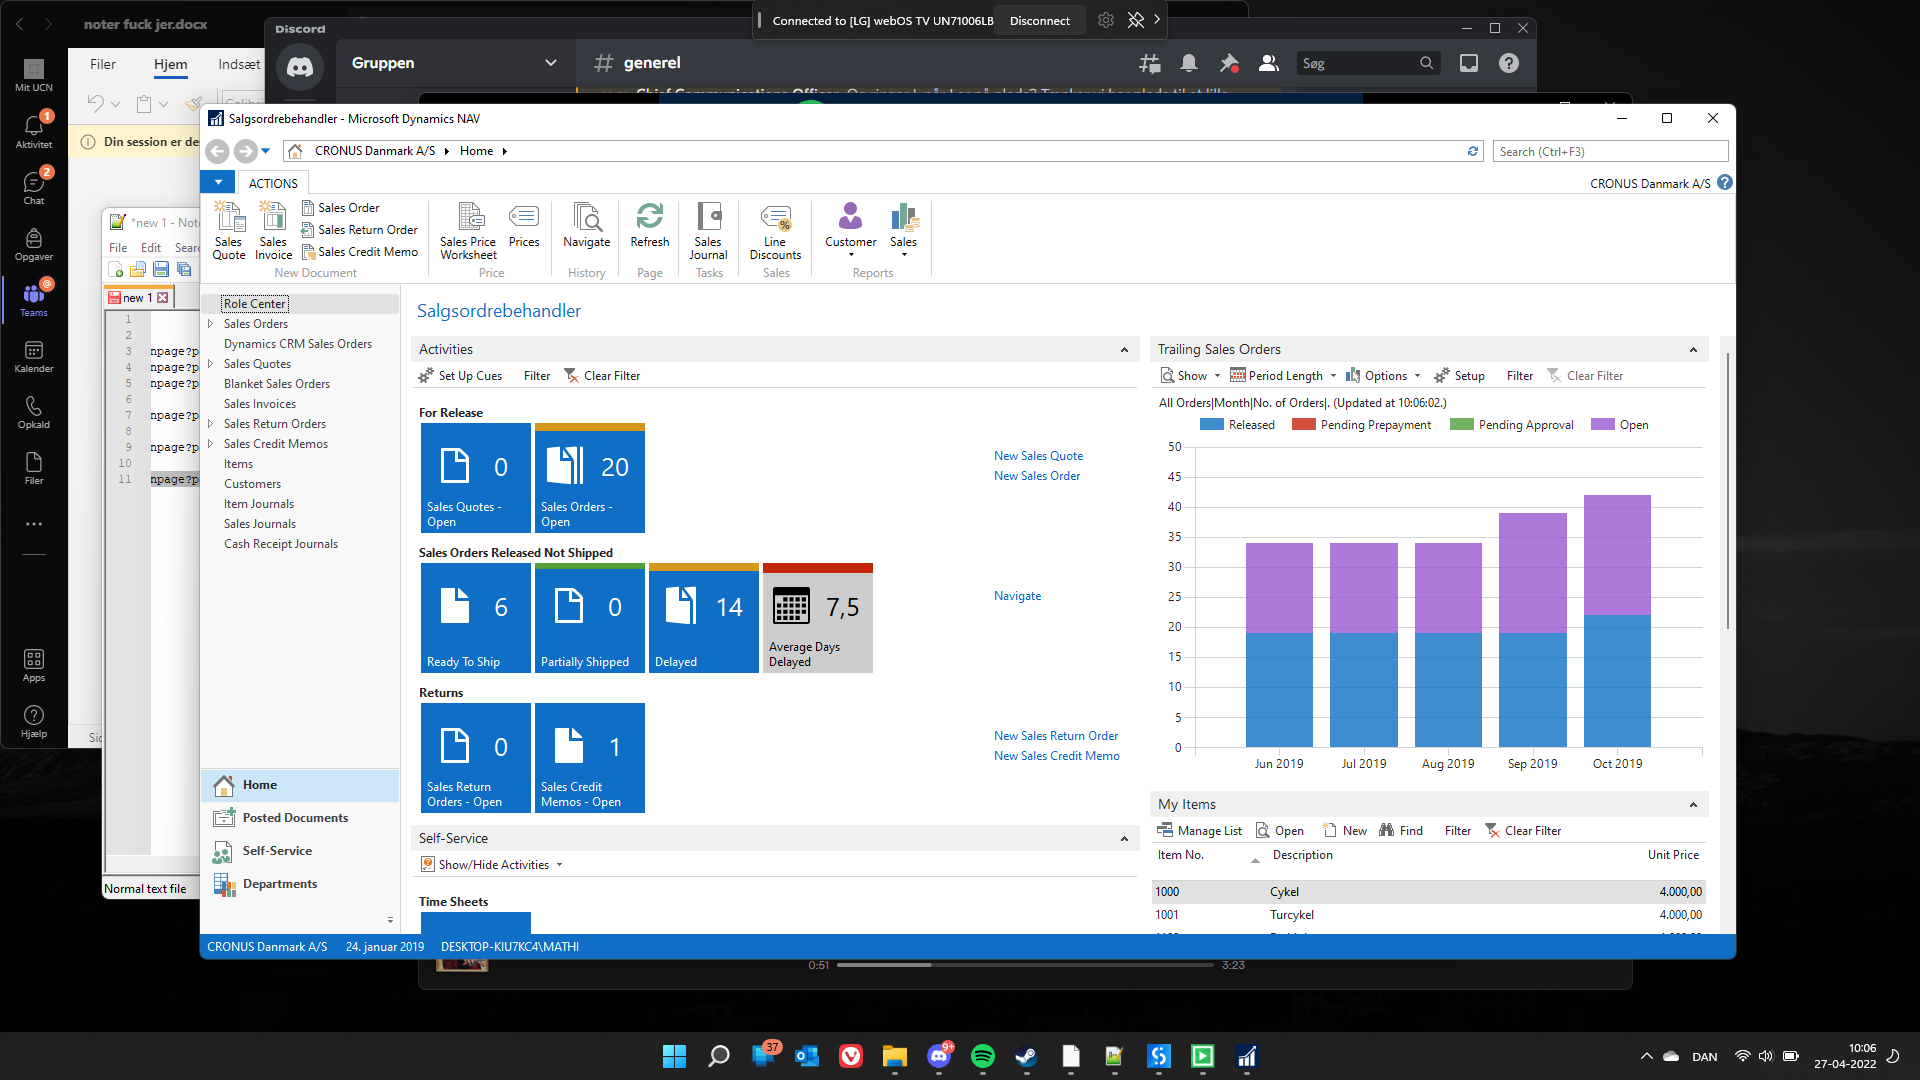 noter fuck jer.docx
Connected to [LG] webOS TV UN71006LB
Disconnect
Discord
Filer
Hjem
Indsæt
Gruppen
generel
Søg
Mit UCN
Din session er de
1
Aktivitet
2
Chat
Opgaver
@
Teams
Kalender
Opkald
Filer
Apps
Hjælp
*new 1 - Note
File Edit Searc
new 1
1
2
3 npage?p
4 npage?p
5 npage?p
6
7 npage?p
8
9 npage?p
10
11 npage?p
Normal text file
Salgsordrebehandler - Microsoft Dynamics NAV
CRONUS Danmark A/S
Home
Search (Ctrl+F3)
ACTIONS
CRONUS Danmark A/S
Sales Quote
Sales Invoice
Sales Order
Sales Return Order
Sales Credit Memo
New Document
Sales Price Worksheet
Prices
Price
Navigate
History
Refresh
Page
Sales Journal
Tasks
Line Discounts
Sales
Customer
Sales
Reports
Role Center
Sales Orders
Dynamics CRM Sales Orders
Sales Quotes
Blanket Sales Orders
Sales Invoices
Sales Return Orders
Sales Credit Memos
Items
Customers
Item Journals
Sales Journals
Cash Receipt Journals
Home
Posted Documents
Self-Service
Departments
Salgsordrebehandler
Activities
Set Up Cues
Filter
Clear Filter
For Release
0
Sales Quotes - Open
20
Sales Orders - Open
New Sales Quote
New Sales Order
Sales Orders Released Not Shipped
6
Ready To Ship
0
Partially Shipped
14
Delayed
7,5
Average Days Delayed
Navigate
Returns
0
Sales Return Orders - Open
1
Sales Credit Memos - Open
New Sales Return Order
New Sales Credit Memo
Self-Service
Show/Hide Activities
Time Sheets
Trailing Sales Orders
Show
Period Length
Options
Setup
Filter
Clear Filter
All Orders|Month|No. of Orders|. (Updated at 10:06:02.)
Released
Pending Prepayment
Pending Approval
Open
50
45
40
35
30
25
20
15
10
5
0
Jun 2019
Jul 2019
Aug 2019
Sep 2019
Oct 2019
My Items
Manage List
Open
New
Find
Filter
Clear Filter
Item No.
Description
Unit Price
1000 Cykel 4.000,00
1001 Turcykel 4.000,00
CRONUS Danmark A/S
24. januar 2019
DESKTOP-KIU7KC4\MATHI
0:51
3:23
37
9+
DAN
10:06
27-04-2022